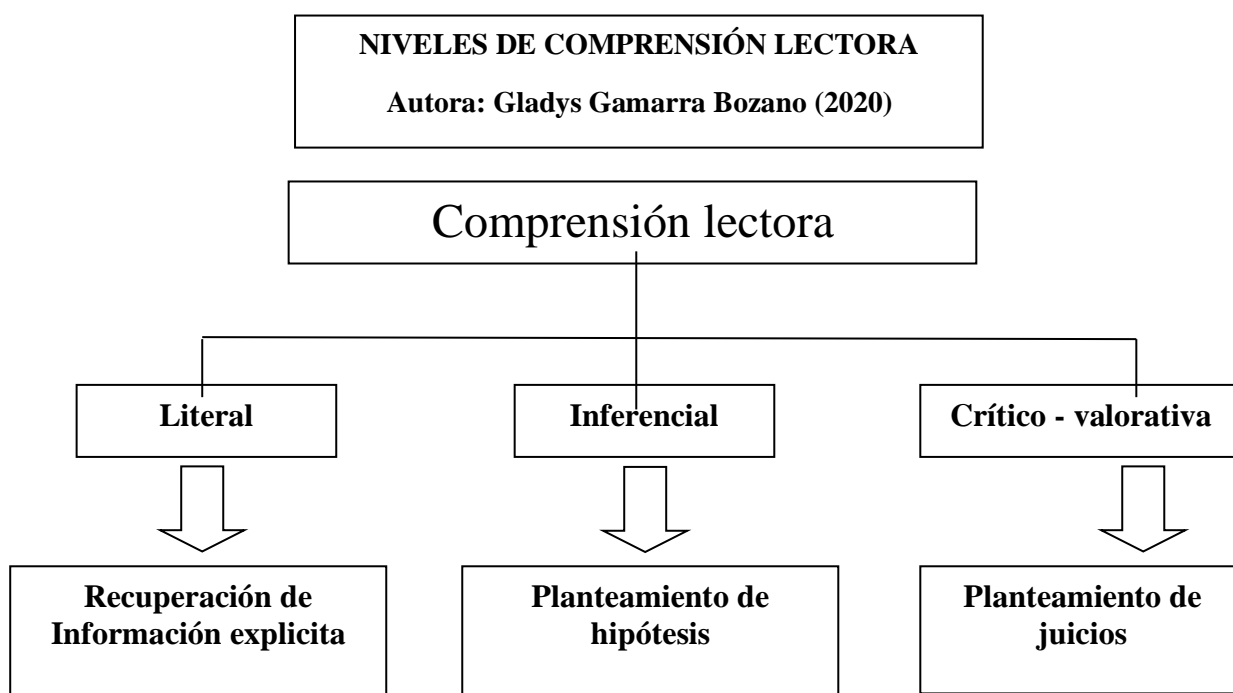 NIVELES DE COMPRENSIÓN LECTORA
Autora: Gladys Gamarra Bozano (2020)
Comprensión lectora
Literal
Inferencial
Crítico - valorativa
Recuperación de
Información explicita
Planteamiento de
hipótesis
Planteamiento de
juicios